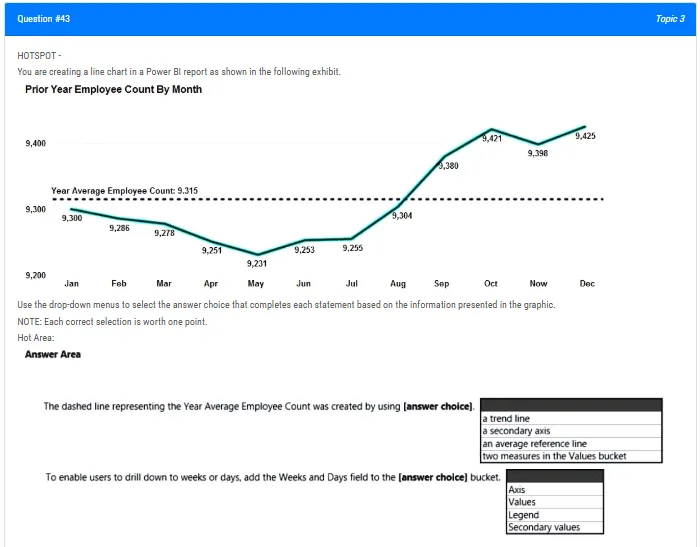 Question #43 Topic 3
HOTSPOT -
You are creating a line chart in a Power BI report as shown in the following exhibit.
Prior Year Employee Count By Month
9,400
9,421
9,425
9,398
9,380
Year Average Employee Count: 9.315
9,300
9,300
9,304
9,286
9,278
9,251
9,253
9,255
9,231
9,200
Jan Feb Mar Apr May Jun Jul Aug Sep Oct Now Dec
Use the drop-down menus to select the answer choice that completes each statement based on the information presented in the graphic.
NOTE: Each correct selection is worth one point.
Hot Area:
Answer Area
The dashed line representing the Year Average Employee Count was created by using [answer choice].
a trend line
a secondary axis
an average reference line
two measures in the Values bucket
To enable users to drill down to weeks or days, add the Weeks and Days field to the [answer choice] bucket.
Axis
Values
Legend
Secondary values